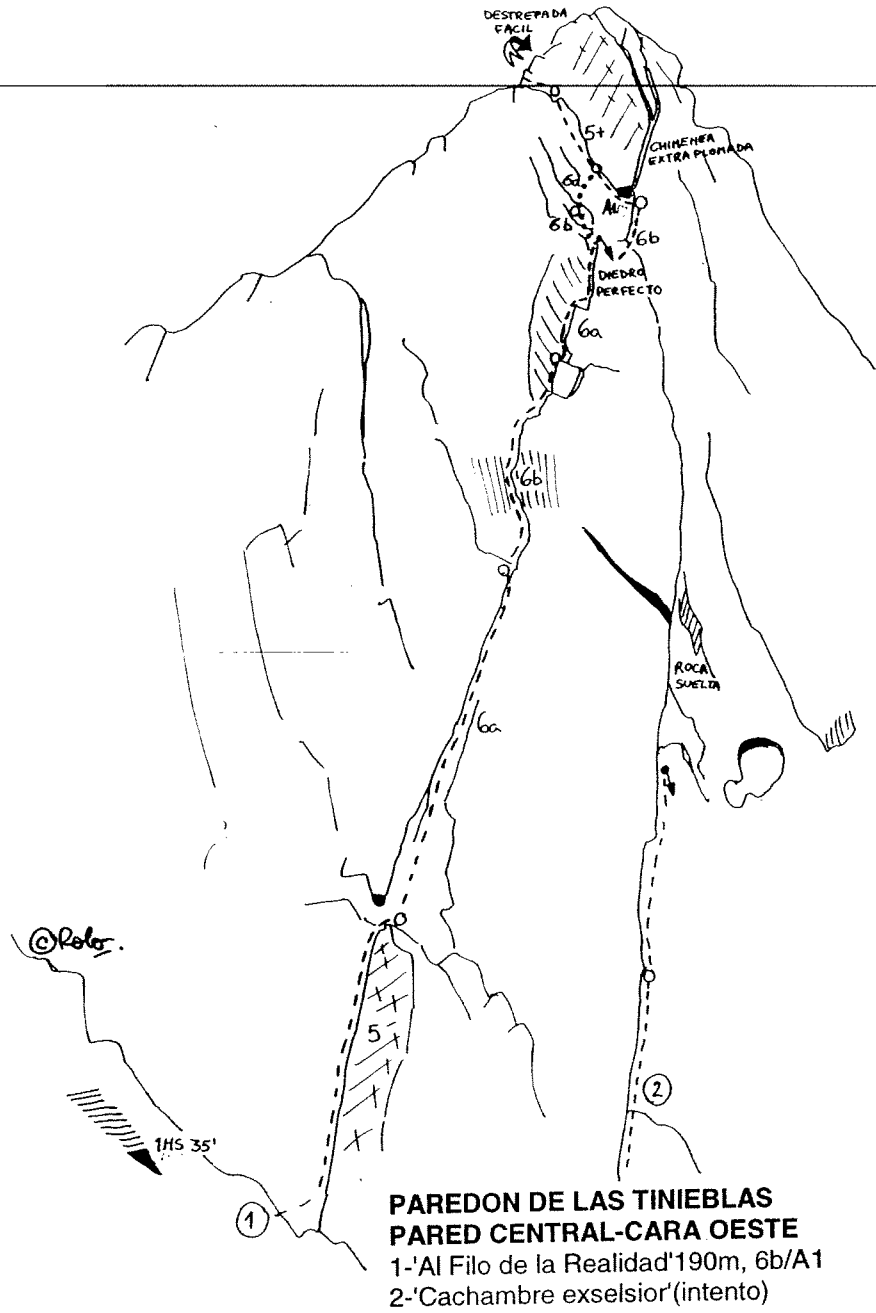 DESTREPADA
FACIL
5+
CHIMENEA
EXTRA PLOMADA
6a
A1
6b
6b
DIEDRO
PERFECTO
6a
6b
ROCA
SUELTA
6a
©Rolo.
5
2
1HS 35'
1
PAREDON DE LAS TINIEBLAS
PARED CENTRAL-CARA OESTE
1-'Al Filo de la Realidad'190m, 6b/A1
2-'Cachambre exselsior'(intento)